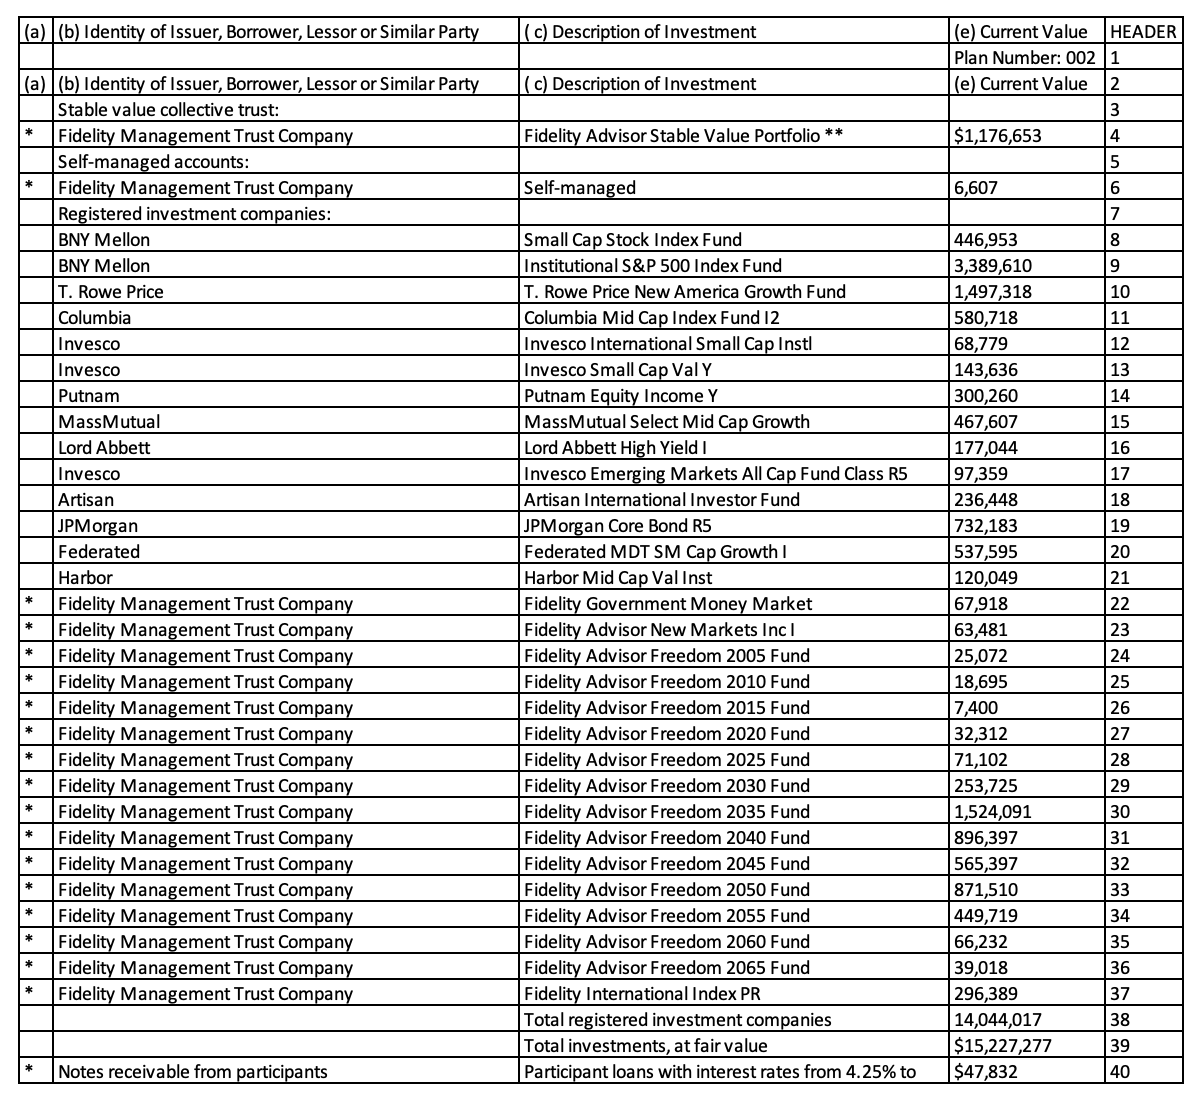 (a) (b) Identity of Issuer, Borrower, Lessor or Similar Party ( c) Description of Investment (e) Current Value HEADER
Plan Number: 002 1
(a) (b) Identity of Issuer, Borrower, Lessor or Similar Party ( c) Description of Investment (e) Current Value 2
Stable value collective trust: 3
* Fidelity Management Trust Company Fidelity Advisor Stable Value Portfolio ** $1,176,653 4
Self-managed accounts: 5
* Fidelity Management Trust Company Self-managed 6,607 6
Registered investment companies: 7
BNY Mellon Small Cap Stock Index Fund 446,953 8
BNY Mellon Institutional S&P 500 Index Fund 3,389,610 9
T. Rowe Price T. Rowe Price New America Growth Fund 1,497,318 10
Columbia Columbia Mid Cap Index Fund I2 580,718 11
Invesco Invesco International Small Cap Instl 68,779 12
Invesco Invesco Small Cap Val Y 143,636 13
Putnam Putnam Equity Income Y 300,260 14
MassMutual MassMutual Select Mid Cap Growth 467,607 15
Lord Abbett Lord Abbett High Yield I 177,044 16
Invesco Invesco Emerging Markets All Cap Fund Class R5 97,359 17
Artisan Artisan International Investor Fund 236,448 18
JPMorgan JPMorgan Core Bond R5 732,183 19
Federated Federated MDT SM Cap Growth I 537,595 20
Harbor Harbor Mid Cap Val Inst 120,049 21
* Fidelity Management Trust Company Fidelity Government Money Market 67,918 22
* Fidelity Management Trust Company Fidelity Advisor New Markets Inc I 63,481 23
* Fidelity Management Trust Company Fidelity Advisor Freedom 2005 Fund 25,072 24
* Fidelity Management Trust Company Fidelity Advisor Freedom 2010 Fund 18,695 25
* Fidelity Management Trust Company Fidelity Advisor Freedom 2015 Fund 7,400 26
* Fidelity Management Trust Company Fidelity Advisor Freedom 2020 Fund 32,312 27
* Fidelity Management Trust Company Fidelity Advisor Freedom 2025 Fund 71,102 28
* Fidelity Management Trust Company Fidelity Advisor Freedom 2030 Fund 253,725 29
* Fidelity Management Trust Company Fidelity Advisor Freedom 2035 Fund 1,524,091 30
* Fidelity Management Trust Company Fidelity Advisor Freedom 2040 Fund 896,397 31
* Fidelity Management Trust Company Fidelity Advisor Freedom 2045 Fund 565,397 32
* Fidelity Management Trust Company Fidelity Advisor Freedom 2050 Fund 871,510 33
* Fidelity Management Trust Company Fidelity Advisor Freedom 2055 Fund 449,719 34
* Fidelity Management Trust Company Fidelity Advisor Freedom 2060 Fund 66,232 35
* Fidelity Management Trust Company Fidelity Advisor Freedom 2065 Fund 39,018 36
* Fidelity Management Trust Company Fidelity International Index PR 296,389 37
Total registered investment companies 14,044,017 38
Total investments, at fair value $15,227,277 39
* Notes receivable from participants Participant loans with interest rates from 4.25% to $47,832 40